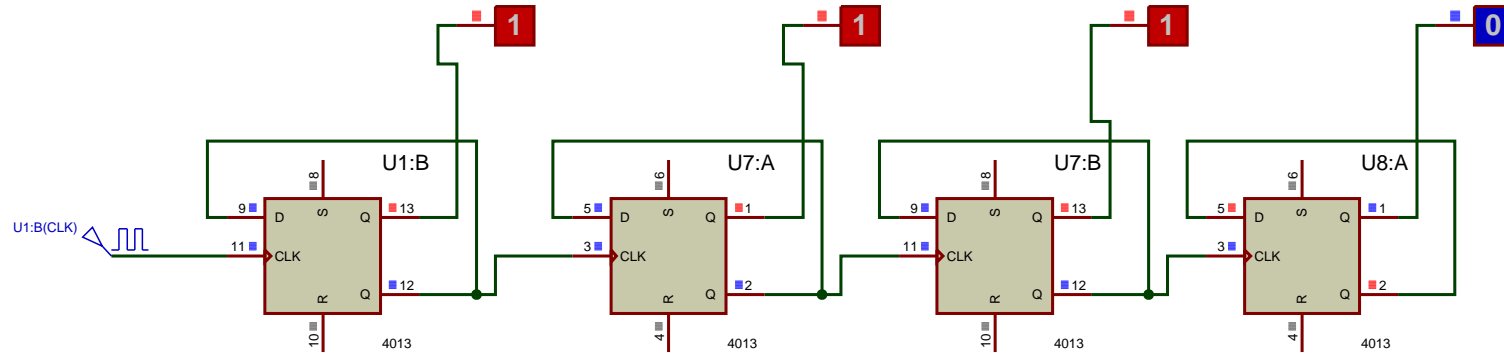 1 1 1 0
U1:B U7:A U7:B U8:A
8 6 8 6
9 D S Q 13 5 D S Q 1 9 D S Q 13 5 D S Q 1
U1:B(CLK)
11 CLK 3 CLK 11 CLK 3 CLK
R Q 12 R Q 2 R Q 12 R Q 2
10 4 10 4
4013 4013 4013 4013